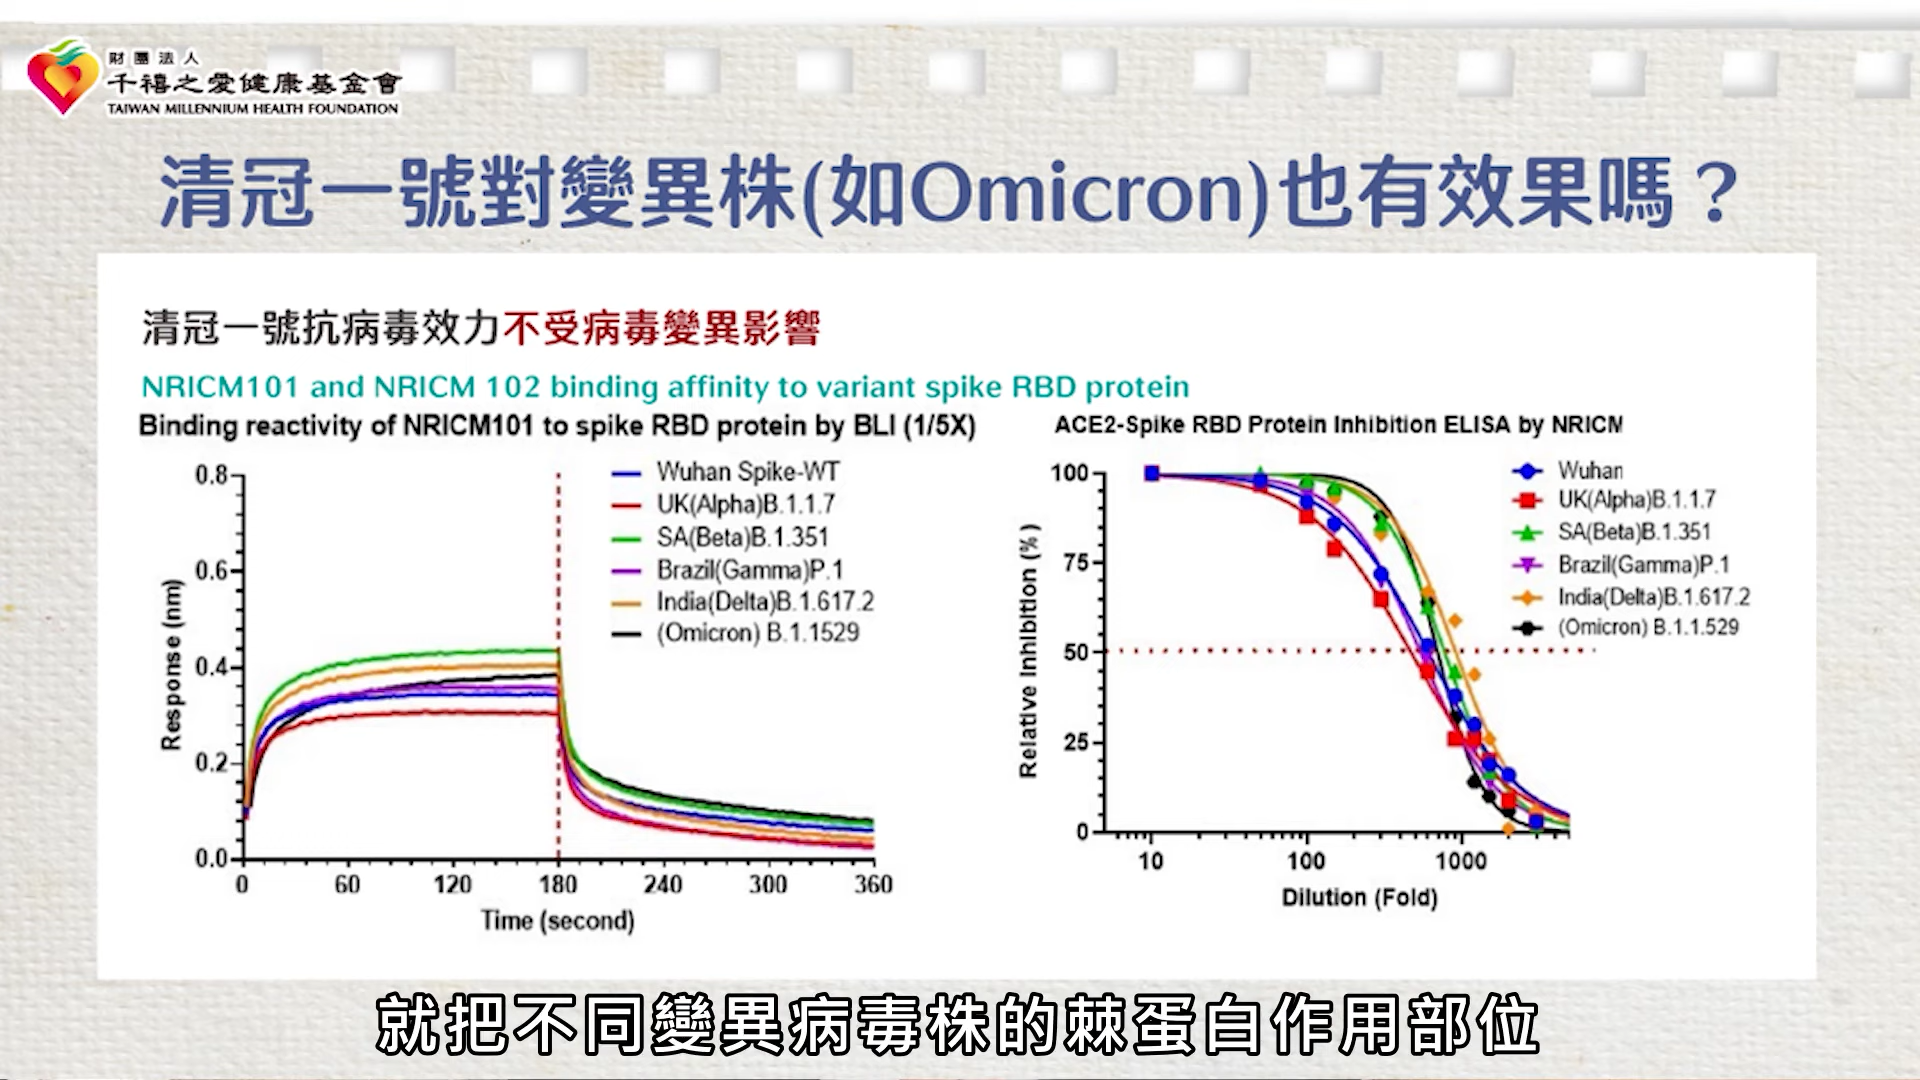 財團法人
千禧之愛健康基金會
TAIWAN MILLENNIUM HEALTH FOUNDATION
清冠一號對變異株(如Omicron)也有效果嗎？
清冠一號抗病毒效力不受病毒變異影響
NRICM101 and NRICM 102 binding affinity to variant spike RBD protein
Binding reactivity of NRICM101 to spike RBD protein by BLI (1/5X)
Response (nm)
0.8
0.6
0.4
0.2
0.0
0 60 120 180 240 300 360
Time (second)
Wuhan Spike-WT
UK(Alpha)B.1.1.7
SA(Beta)B.1.351
Brazil(Gamma)P.1
India(Delta)B.1.617.2
(Omicron) B.1.1529
ACE2-Spike RBD Protein Inhibition ELISA by NRICM
Relative Inhibition (%)
100
75
50
25
0
10 100 1000
Dilution (Fold)
Wuhan
UK(Alpha)B.1.1.7
SA(Beta)B.1.351
Brazil(Gamma)P.1
India(Delta)B.1.617.2
(Omicron) B.1.1.529
就把不同變異病毒株的棘蛋白作用部位